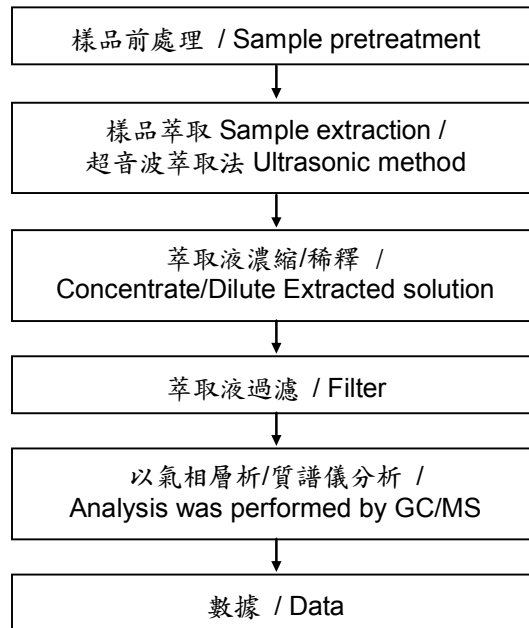 樣品前處理 / Sample pretreatment
樣品萃取 Sample extraction /
超音波萃取法 Ultrasonic method
萃取液濃縮/稀釋 /
Concentrate/Dilute Extracted solution
萃取液過濾 / Filter
以氣相層析/質譜儀分析 /
Analysis was performed by GC/MS
數據 / Data